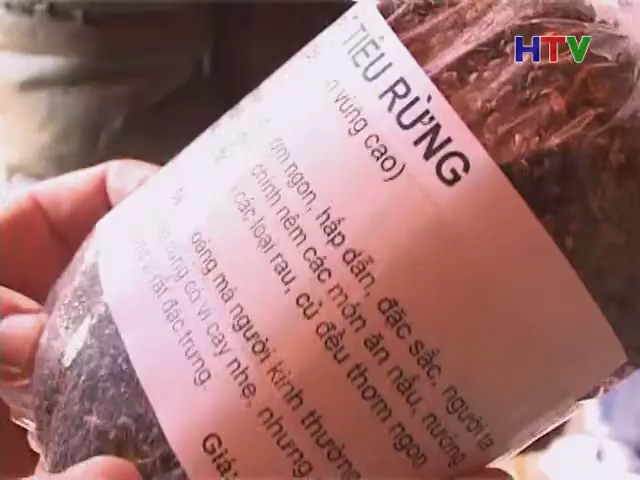 HTV
TIÊU RỪNG
vùng cao)
ngon, hấp dẫn, đặc sắc, người ta
chính nêm các món ăn nấu, nướng
các loại rau, củ đều thơm ngon
mà người kinh thường
có vị cay nhẹ, nhưng
rất đặc trưng.
Giá: